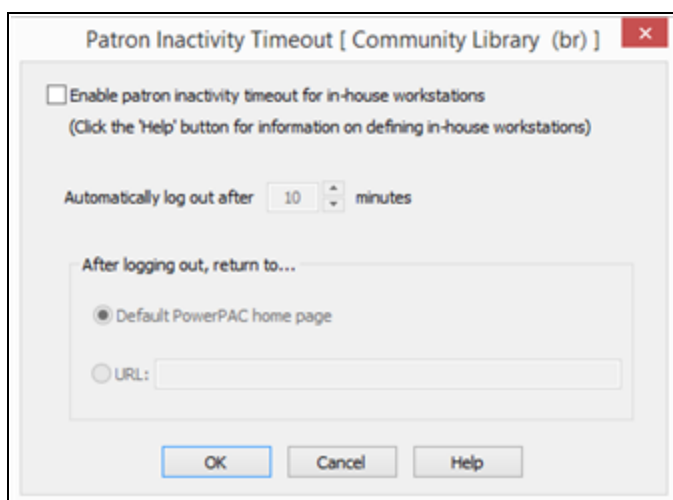 Patron Inactivity Timeout [ Community Library (br) ]
Enable patron inactivity timeout for in-house workstations
(Click the 'Help' button for information on defining in-house workstations)
Automatically log out after 10 minutes
After logging out, return to...
Default PowerPAC home page
URL:
OK Cancel Help